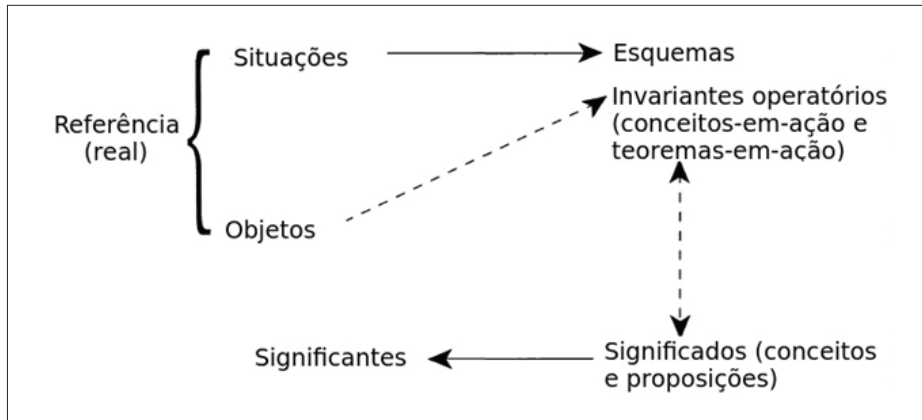 Situações
Esquemas
Referência
(real)
Invariantes operatórios
(conceitos-em-ação e
teoremas-em-ação)
Objetos
Significantes
Significados (conceitos
e proposições)